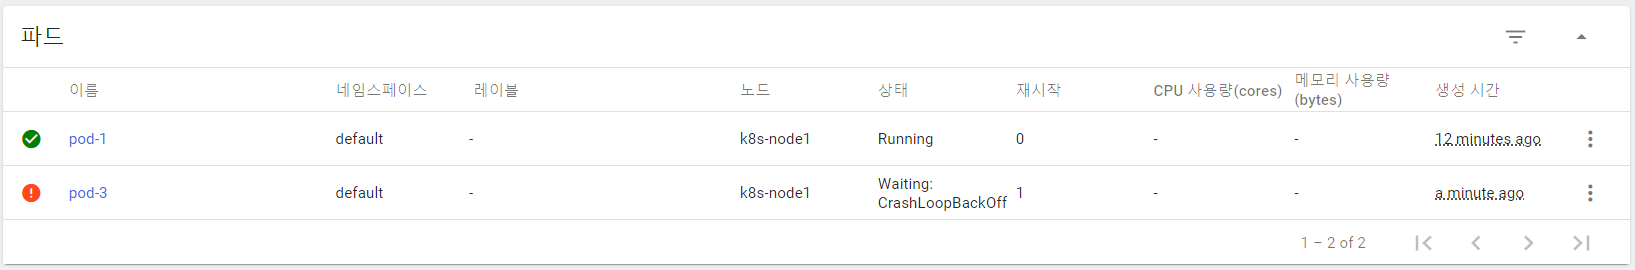 파드
이름 네임스페이스 레이블 노드 상태 재시작 CPU 사용량(cores) 메모리 사용량 (bytes) 생성 시간
pod-1 default - k8s-node1 Running 0 - - 12 minutes ago
pod-3 default - k8s-node1 Waiting: CrashLoopBackOff 1 - - a minute ago
1 – 2 of 2